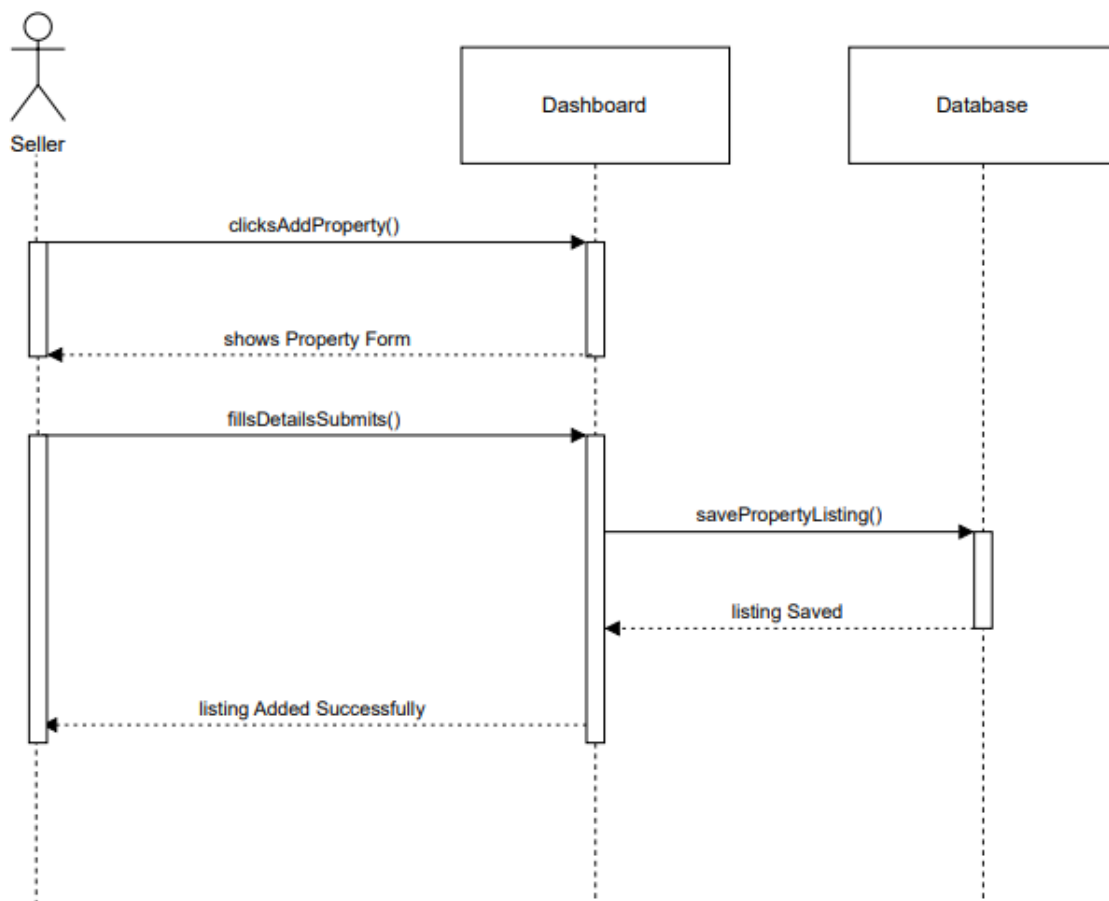 Seller
Dashboard
Database
clicksAddProperty()
shows Property Form
fillsDetailsSubmits()
savePropertyListing()
listing Saved
listing Added Successfully